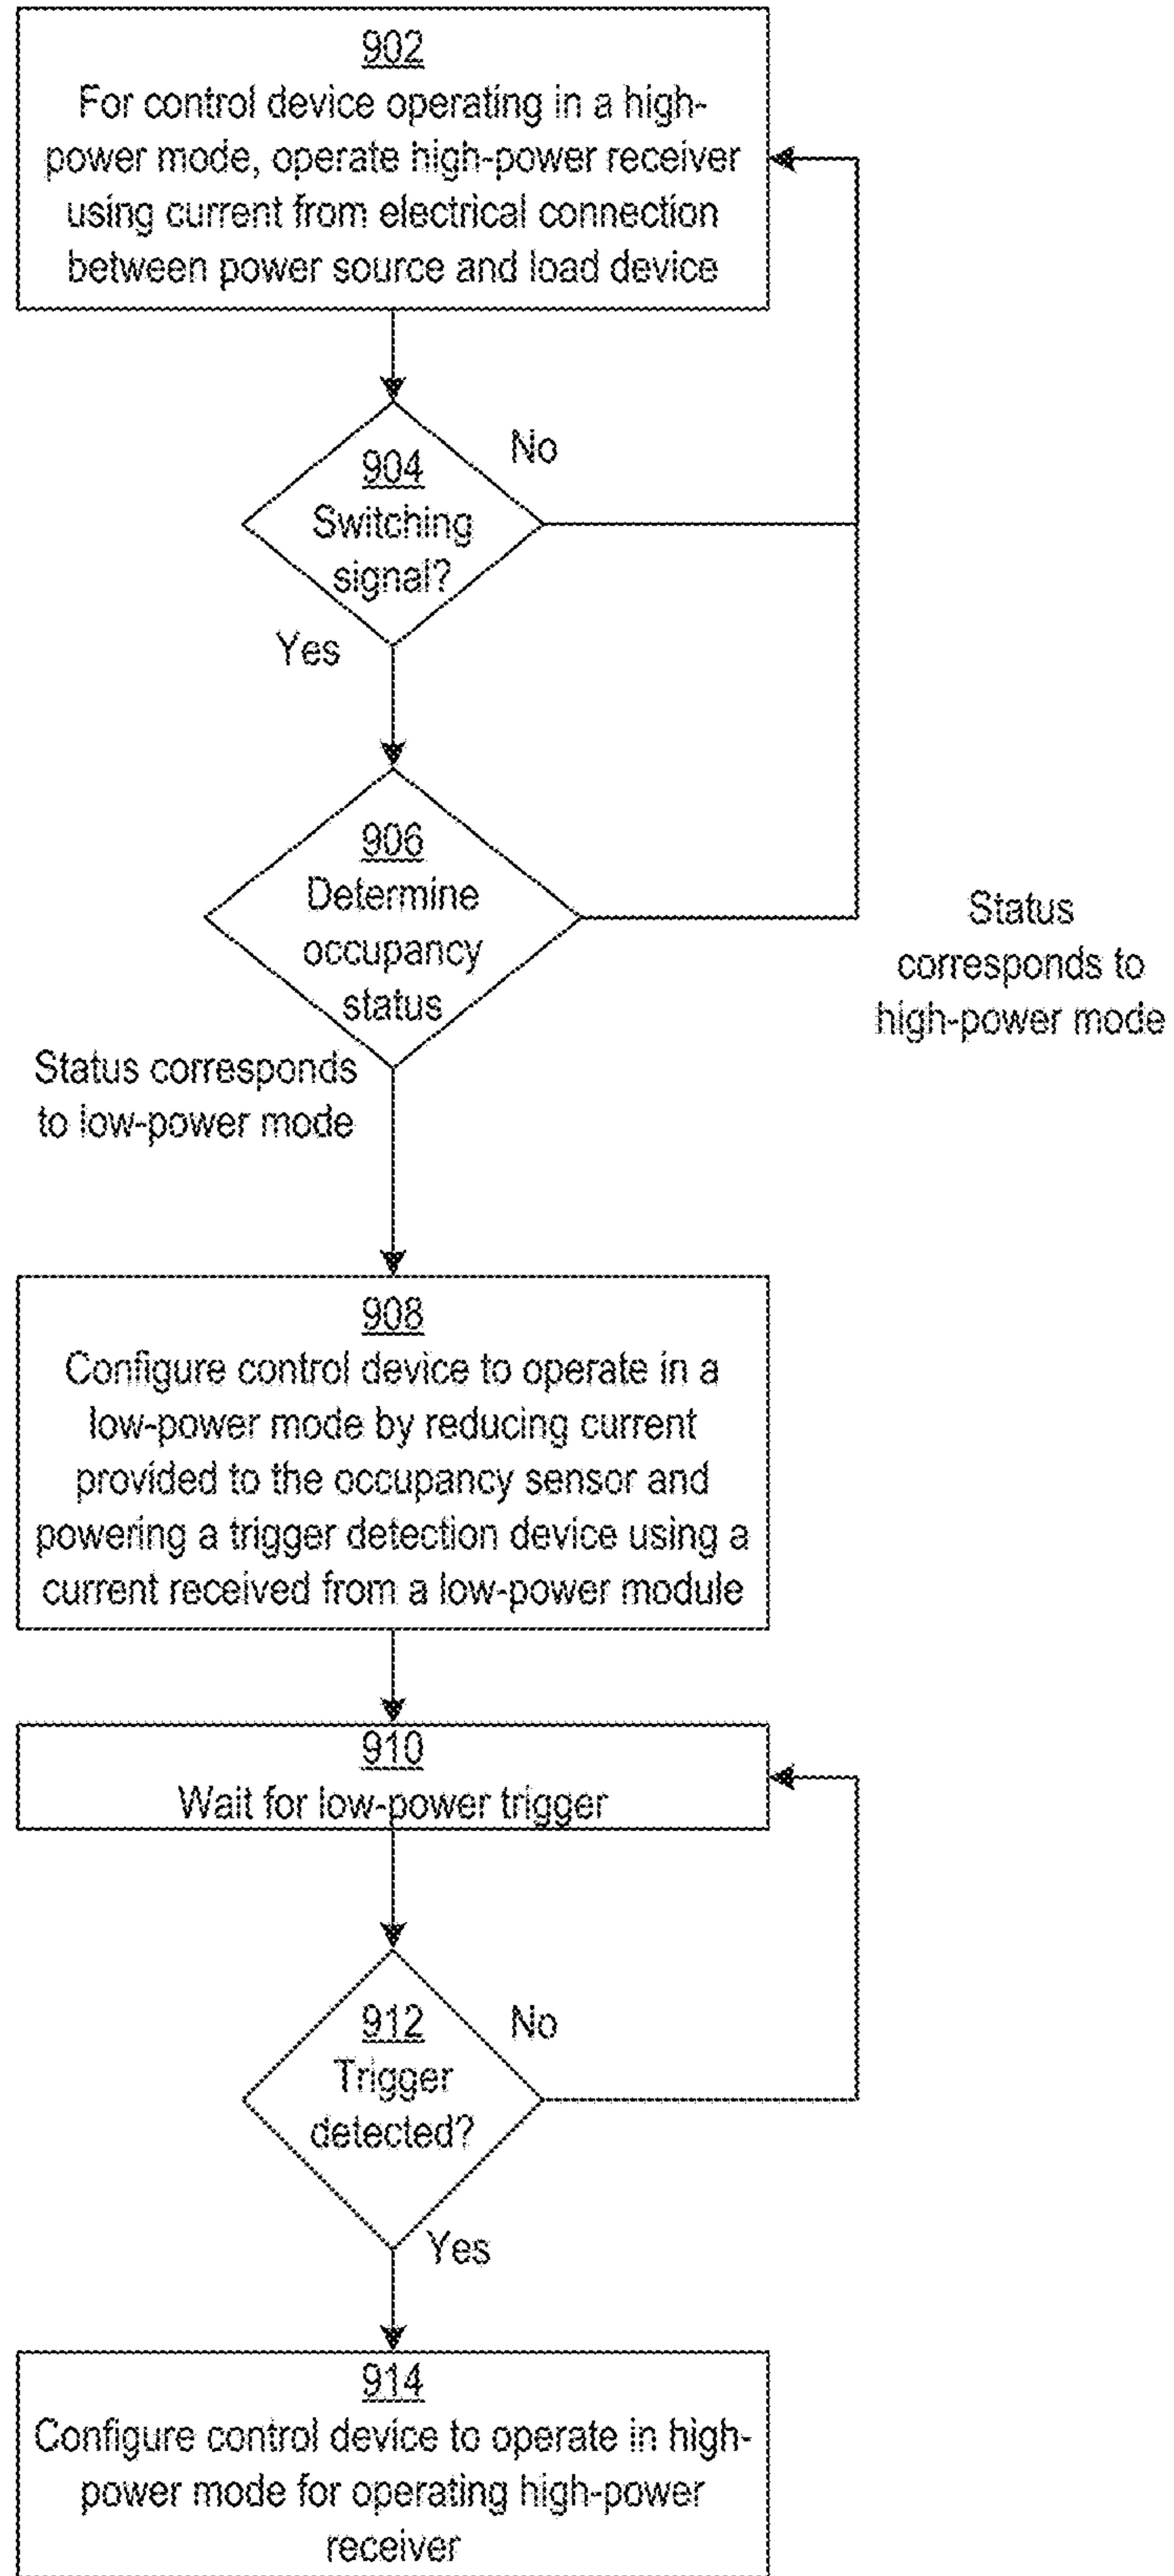 902
For control device operating in a high-
power mode, operate high-power receiver
using current from electrical connection
between power source and load device
904
Switching
signal?
No
Yes
906
Determine
occupancy
status
Status
corresponds to
high-power mode
Status corresponds
to low-power mode
908
Configure control device to operate in a
low-power mode by reducing current
provided to the occupancy sensor and
powering a trigger detection device using a
current received from a low-power module
910
Wait for low-power trigger
912
Trigger
detected?
No
Yes
914
Configure control device to operate in high-
power mode for operating high-power
receiver